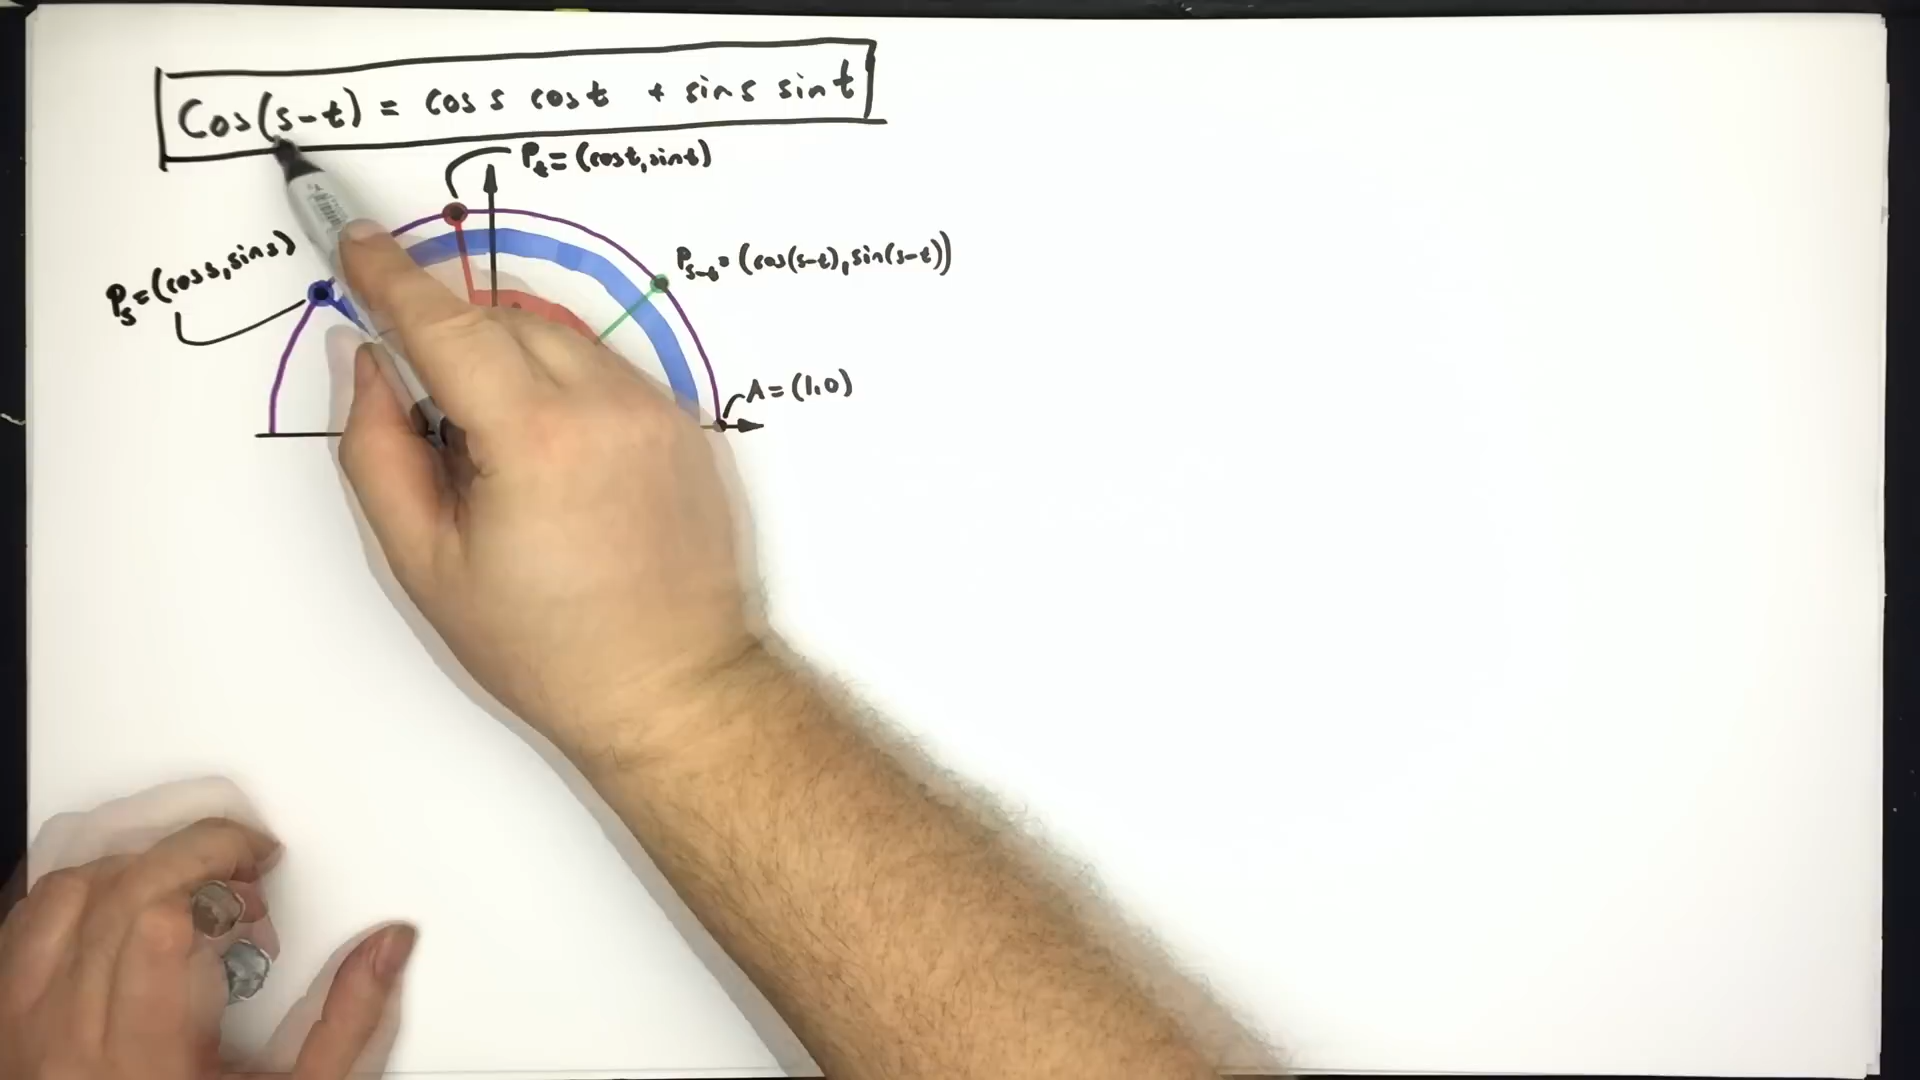 Cos(s-t) = cos s cos t + sin s sin t
P_t = (cos t, sin t)
P_s = (cos s, sin s)
P_s-t = (cos(s-t), sin(s-t))
A = (1,0)